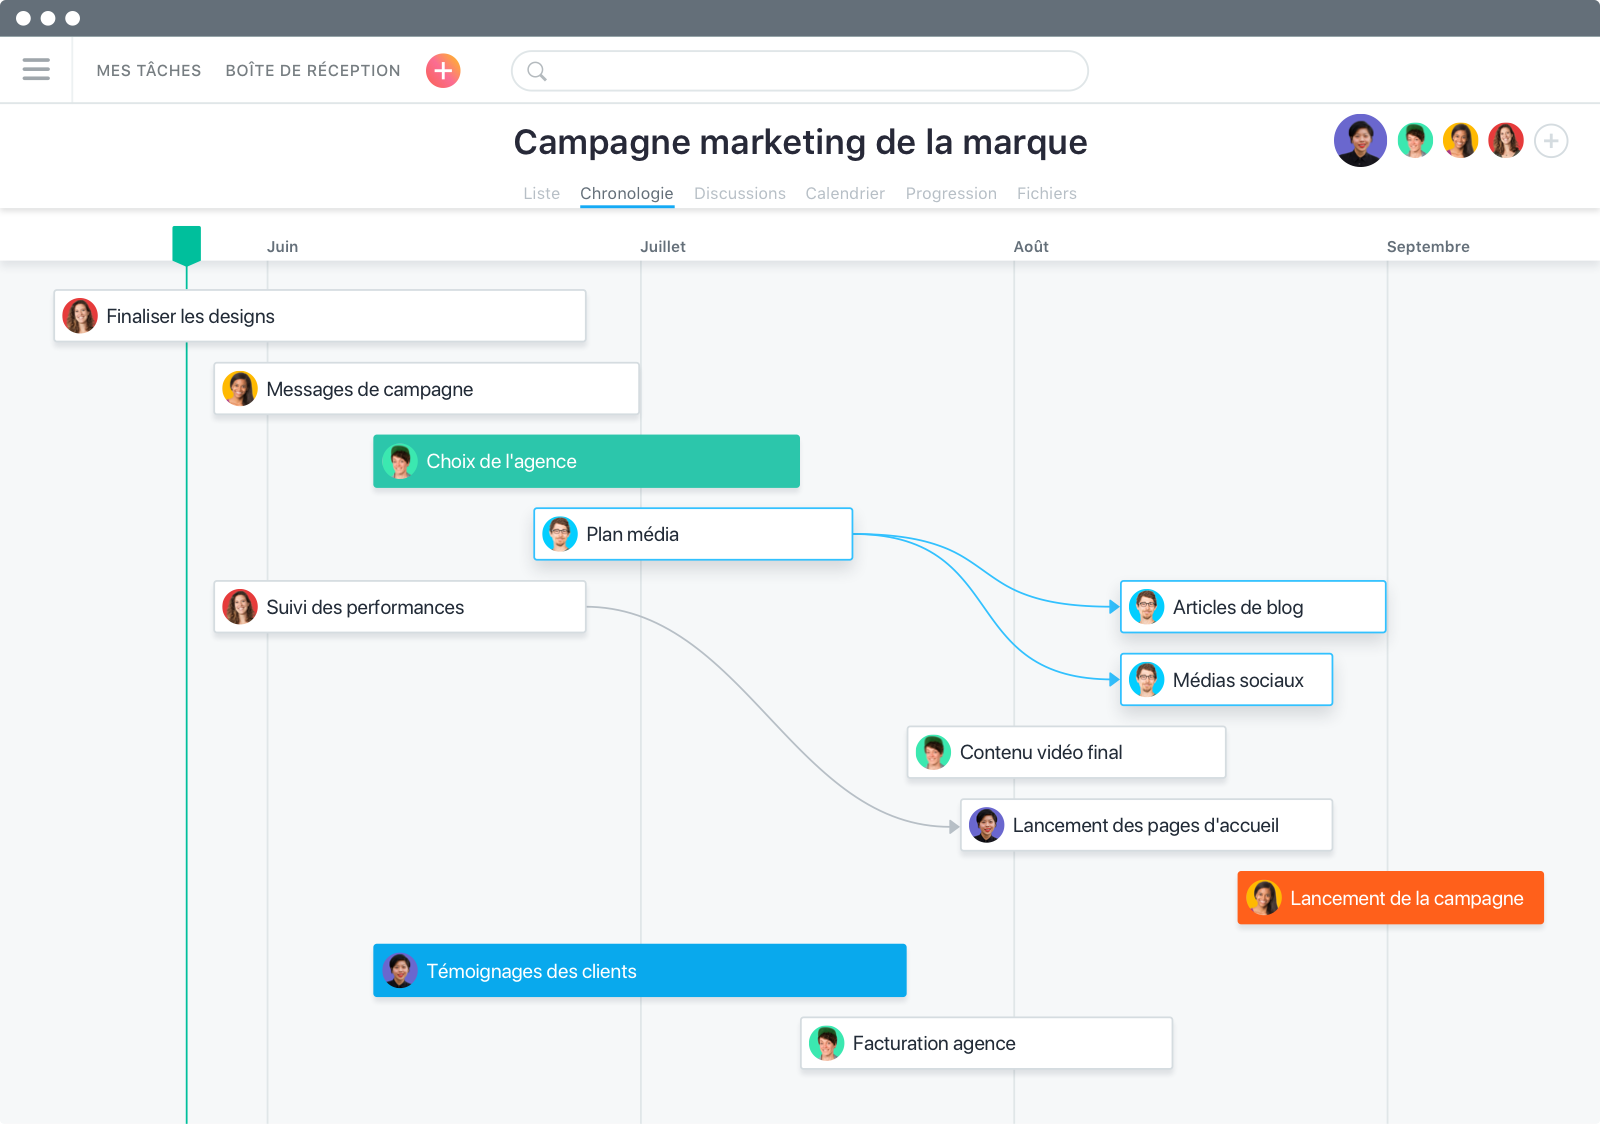 MES TÂCHES BOÎTE DE RÉCEPTION
Campagne marketing de la marque
Liste Chronologie Discussions Calendrier Progression Fichiers
Juin Juillet Août Septembre
Finaliser les designs
Messages de campagne
Choix de l'agence
Plan média
Suivi des performances
Articles de blog
Médias sociaux
Contenu vidéo final
Lancement des pages d'accueil
Lancement de la campagne
Témoignages des clients
Facturation agence